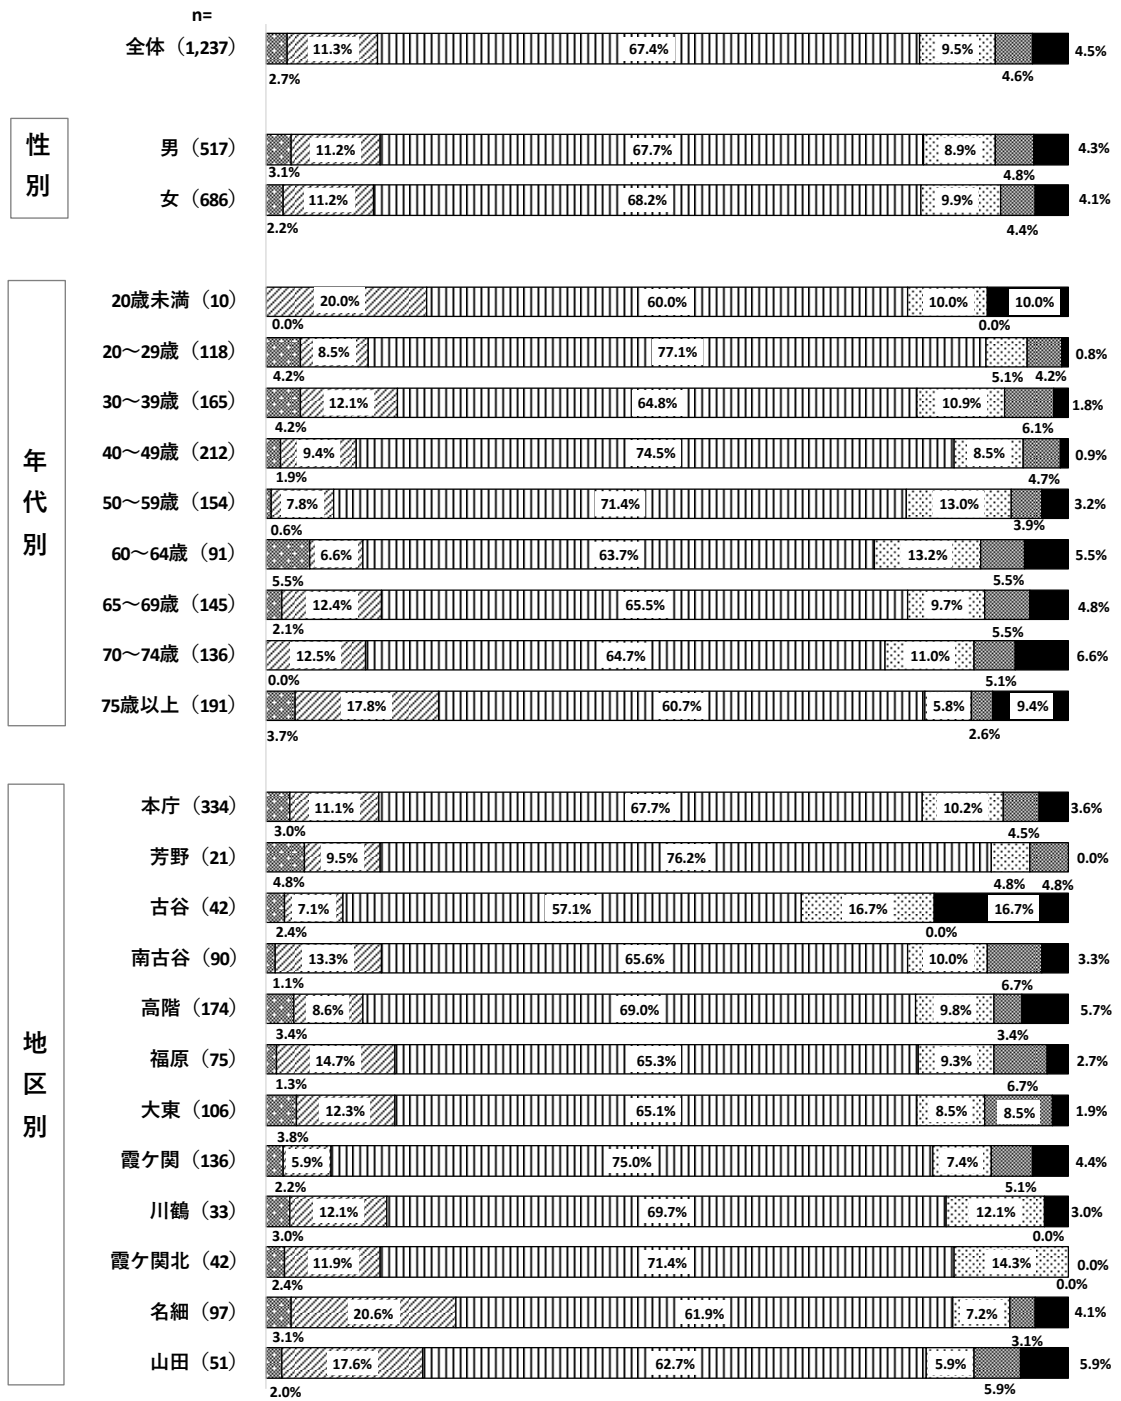 n=
全体（1,237） 11.3% 67.4% 9.5% 4.5%
2.7% 4.6%
性別
男（517） 11.2% 67.7% 8.9% 4.3%
3.1% 4.8%
女（686） 11.2% 68.2% 9.9% 4.1%
2.2% 4.4%
年代別
20歳未満（10） 20.0% 60.0% 10.0% 10.0%
0.0% 0.0%
20～29歳（118） 8.5% 77.1% 0.8%
4.2% 5.1% 4.2%
30～39歳（165） 12.1% 64.8% 10.9% 1.8%
4.2% 6.1%
40～49歳（212） 9.4% 74.5% 8.5% 0.9%
1.9% 4.7%
50～59歳（154） 7.8% 71.4% 13.0% 3.2%
0.6% 3.9%
60～64歳（91） 6.6% 63.7% 13.2% 5.5%
5.5% 5.5%
65～69歳（145） 12.4% 65.5% 9.7% 4.8%
2.1% 5.5%
70～74歳（136） 12.5% 64.7% 11.0% 6.6%
0.0% 5.1%
75歳以上（191） 17.8% 60.7% 5.8% 9.4%
3.7% 2.6%
地区別
本庁（334） 11.1% 67.7% 10.2% 3.6%
3.0% 4.5%
芳野（21） 9.5% 76.2% 0.0%
4.8% 4.8% 4.8%
古谷（42） 7.1% 57.1% 16.7% 16.7%
2.4% 0.0%
南古谷（90） 13.3% 65.6% 10.0% 3.3%
1.1% 6.7%
高階（174） 8.6% 69.0% 9.8% 5.7%
3.4% 3.4%
福原（75） 14.7% 65.3% 9.3% 2.7%
1.3% 6.7%
大東（106） 12.3% 65.1% 8.5% 8.5% 1.9%
3.8%
霞ケ関（136） 5.9% 75.0% 7.4% 4.4%
2.2% 5.1%
川鶴（33） 12.1% 69.7% 12.1% 3.0%
3.0% 0.0%
霞ケ関北（42） 11.9% 71.4% 14.3% 0.0%
2.4% 0.0%
名細（97） 20.6% 61.9% 7.2% 4.1%
3.1% 3.1%
山田（51） 17.6% 62.7% 5.9% 5.9%
2.0% 5.9%